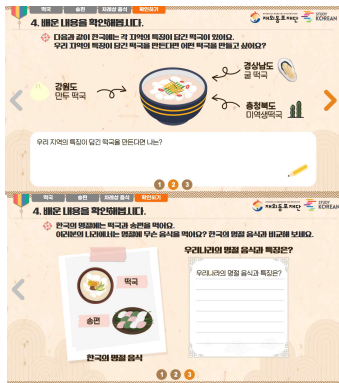 떡국 송편 차례상 음식 확인하기
4. 배운 내용을 확인해봅시다.
재외동포재단 STUDY KOREAN
다음과 같이 한국에는 각 지역의 특징이 담긴 떡국이 있어요.
우리 지역의 특징이 담긴 떡국을 만든다면 어떤 떡국을 만들고 싶어요?
강원도
만두 떡국
경상남도
굴 떡국
충청북도
미역생떡국
우리 지역의 특징이 담긴 떡국을 만든다면 나는?
1 2 3
떡국 송편 차례상 음식 확인하기
4. 배운 내용을 확인해봅시다.
재외동포재단 STUDY KOREAN
한국의 명절에는 떡국과 송편을 먹어요.
여러분의 나라에서는 명절에 무슨 음식을 먹어요? 한국의 명절 음식과 비교해 보세요.
우리나라의 명절 음식과 특징은?
우리나라의 명절 음식과 특징은?
떡국
송편
한국의 명절 음식
1 2 3